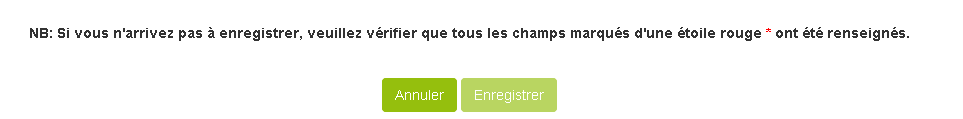 NB: Si vous n'arrivez pas à enregistrer, veuillez vérifier que tous les champs marqués d'une étoile rouge * ont été renseignés.
Annuler Enregistrer